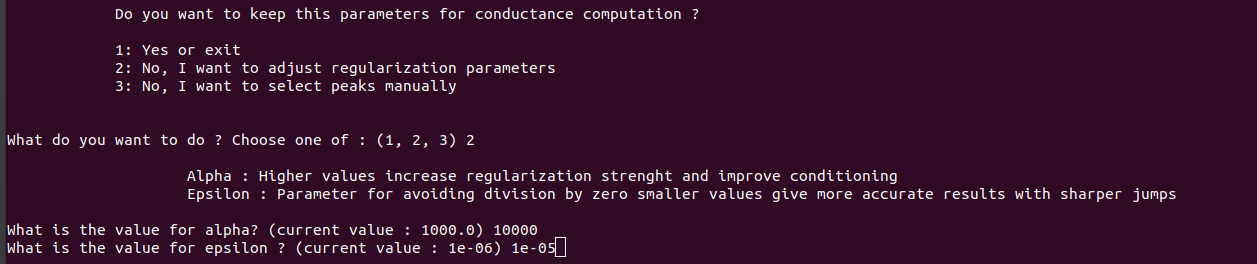 Do you want to keep this parameters for conductance computation ?
1: Yes or exit
2: No, I want to adjust regularization parameters
3: No, I want to select peaks manually
What do you want to do ? Choose one of : (1, 2, 3) 2
Alpha : Higher values increase regularization strenght and improve conditioning
Epsilon : Parameter for avoiding division by zero smaller values give more accurate results with sharper jumps
What is the value for alpha? (current value : 1000.0) 10000
What is the value for epsilon ? (current value : 1e-06) 1e-05